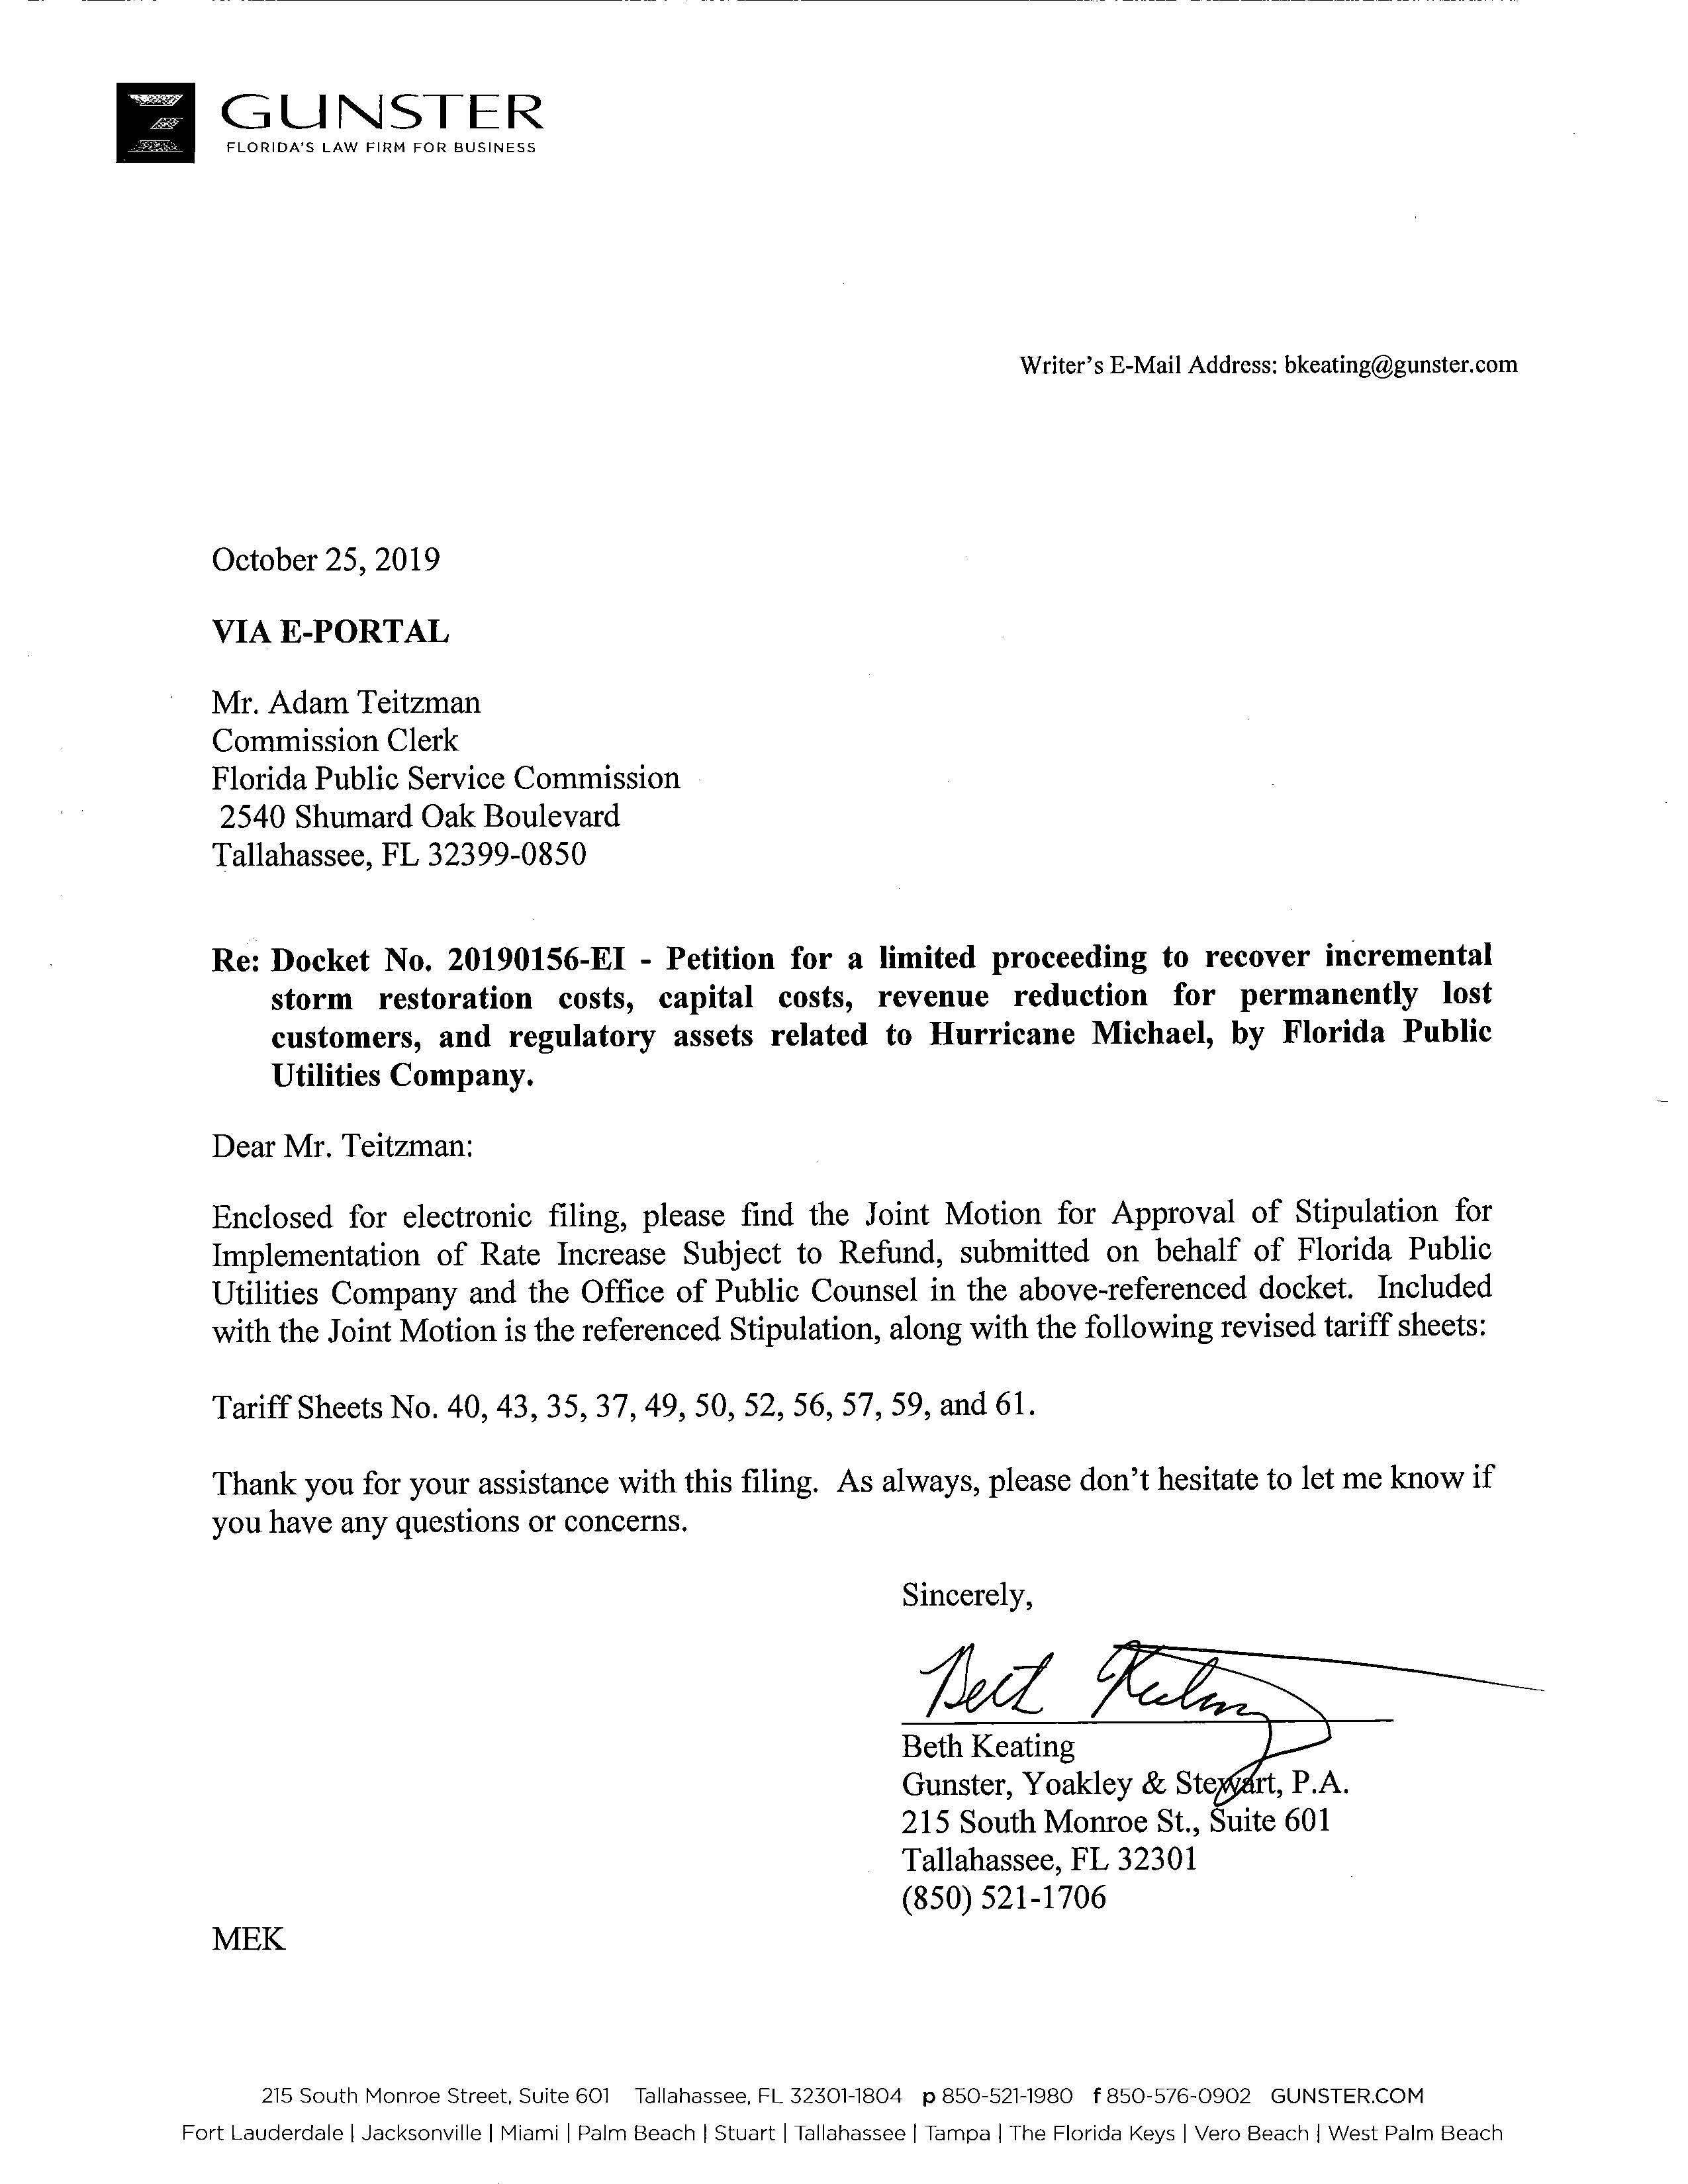 GUNSTER
FLORIDA'S LAW FIRM FOR BUSINESS
Writer's E-Mail Address: bkeating@gunster.com
October 25, 2019
VIA E-PORTAL
Mr. Adam Teitzman
Commission Clerk
Florida Public Service Commission
2540 Shumard Oak Boulevard
Tallahassee, FL 32399-0850
Re: Docket No. 20190156-EI - Petition for a limited proceeding to recover incremental
storm restoration costs, capital costs, revenue reduction for permanently lost
customers, and regulatory assets related to Hurricane Michael, by Florida Public
Utilities Company.
Dear Mr. Teitzman:
Enclosed for electronic filing, please find the Joint Motion for Approval of Stipulation for
Implementation of Rate Increase Subject to Refund, submitted on behalf of Florida Public
Utilities Company and the Office of Public Counsel in the above-referenced docket. Included
with the Joint Motion is the referenced Stipulation, along with the following revised tariff sheets:
Tariff Sheets No. 40, 43, 35, 37, 49, 50, 52, 56, 57, 59, and 61.
Thank you for your assistance with this filing. As always, please don't hesitate to let me know if
you have any questions or concerns.
Sincerely,
Beth Keating
Beth Keating
Gunster, Yoakley & Stewart, P.A.
215 South Monroe St., Suite 601
Tallahassee, FL 32301
(850) 521-1706
MEK
215 South Monroe Street, Suite 601 Tallahassee, FL 32301-1804 p 850-521-1980 f 850-576-0902 GUNSTER.COM
Fort Lauderdale | Jacksonville | Miami | Palm Beach | Stuart | Tallahassee | Tampa | The Florida Keys | Vero Beach | West Palm Beach